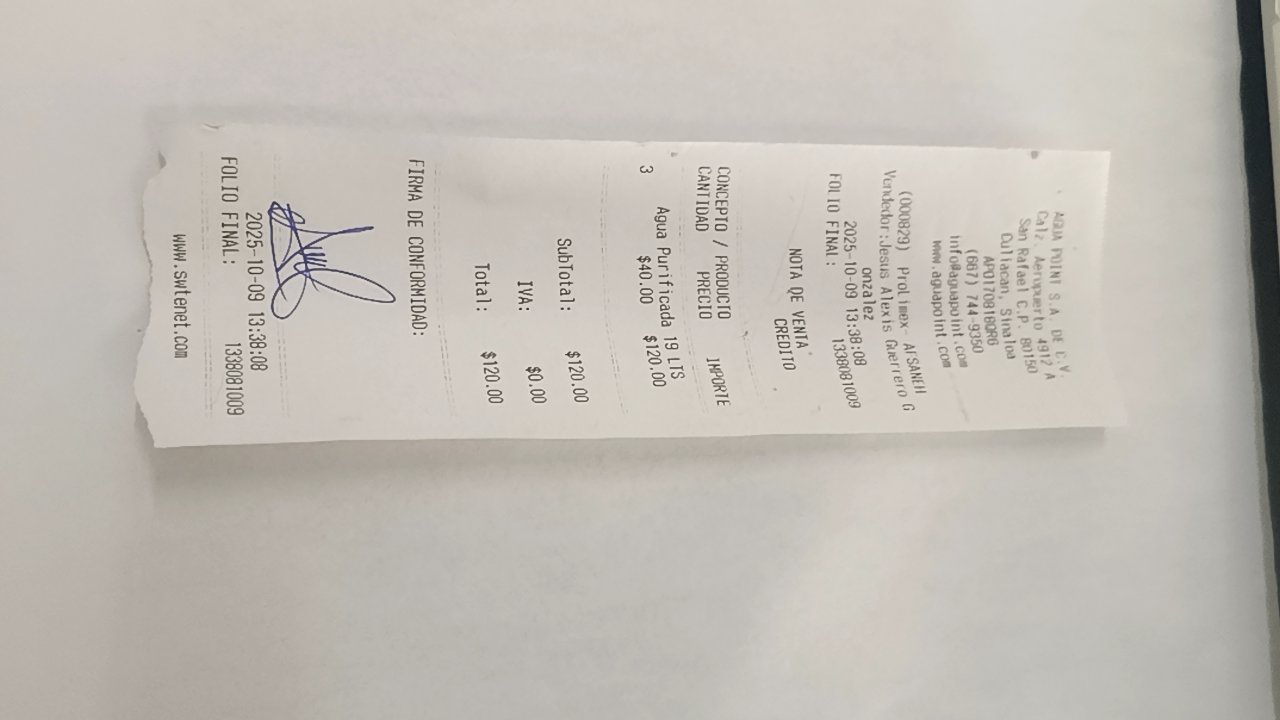 AGUA POINT S.A. DE C.V.
Calz. Aeropuerto 4912 A
San Rafael C.P. 80150
Culiacan, Sinaloa
APO170818QR6
(667) 744-9350
info@aguapoint.com
www.aguapoint.com
(000829) Prolimex- AFSANEH
Vendedor:Jesus Alexis Guerrero G
onzalez
2025-10-09 13:38:08
FOLIO FINAL: 1338081009
NOTA DE VENTA
CREDITO
CONCEPTO / PRODUCTO
CANTIDAD PRECIO IMPORTE
Agua Purificada 19 LTS
3 $40.00 $120.00
SubTotal: $120.00
IVA: $0.00
Total: $120.00
FIRMA DE CONFORMIDAD:
2025-10-09 13:38:08
FOLIO FINAL: 1338081009
www.swtenet.com